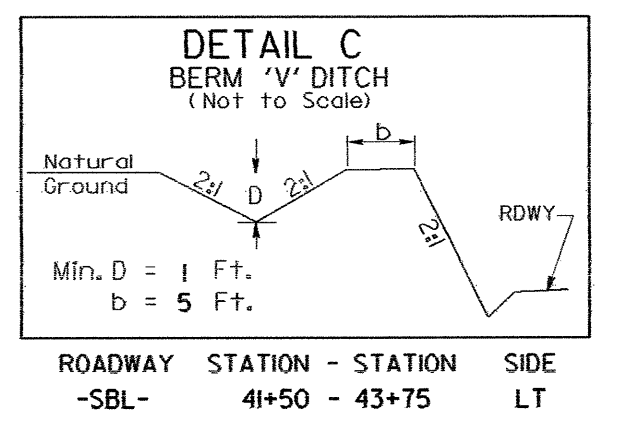 DETAIL C
BERM 'V' DITCH
(Not to Scale)
b
Natural
Ground
2:1
D
2:1
2:1
RDWY
Min. D = 1 Ft.
b = 5 Ft.
ROADWAY STATION - STATION SIDE
-SBL- 41+50 - 43+75 LT